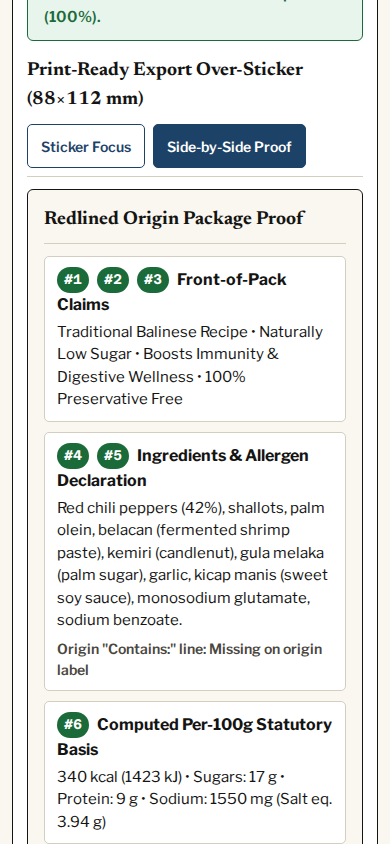 (100%).
Print-Ready Export Over-Sticker
(88×112 mm)
Sticker Focus
Side-by-Side Proof
Redlined Origin Package Proof
#1 #2 #3 Front-of-Pack
Claims
Traditional Balinese Recipe • Naturally
Low Sugar • Boosts Immunity &
Digestive Wellness • 100%
Preservative Free
#4 #5 Ingredients & Allergen
Declaration
Red chili peppers (42%), shallots, palm
olein, belacan (fermented shrimp
paste), kemiri (candlenut), gula melaka
(palm sugar), garlic, kicap manis (sweet
soy sauce), monosodium glutamate,
sodium benzoate.
Origin "Contains:" line: Missing on origin
label
#6 Computed Per-100g Statutory
Basis
340 kcal (1423 kJ) • Sugars: 17 g •
Protein: 9 g • Sodium: 1550 mg (Salt eq.
3.94 g)